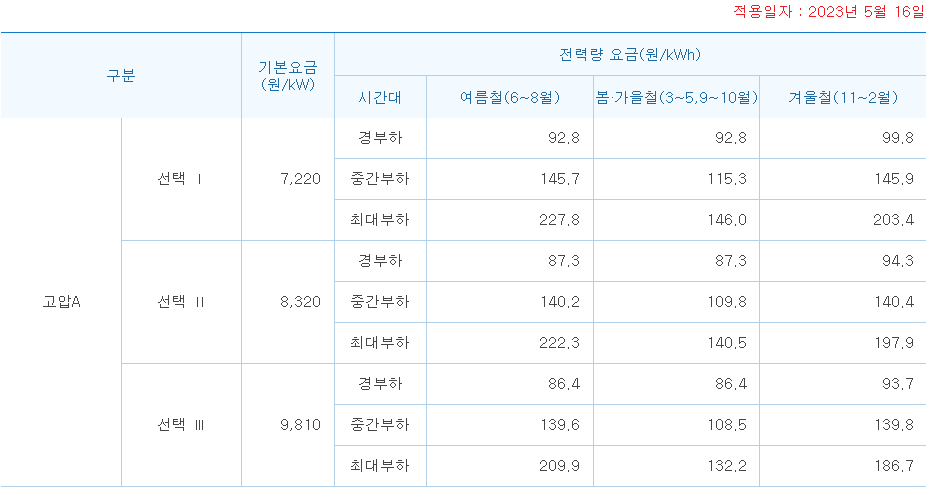 적용일자 : 2023년 5월 16일
구분 기본요금 (원/kW) 전력량 요금(원/kWh)
시간대 여름철(6~8월) 봄·가을철(3~5,9~10월) 겨울철(11~2월)
고압A 선택 Ⅰ 7,220 경부하 92.8 92.8 99.8
중간부하 145.7 115.3 145.9
최대부하 227.8 146.0 203.4
선택 Ⅱ 8,320 경부하 87.3 87.3 94.3
중간부하 140.2 109.8 140.4
최대부하 222.3 140.5 197.9
선택 Ⅲ 9,810 경부하 86.4 86.4 93.7
중간부하 139.6 108.5 139.8
최대부하 209.9 132.2 186.7